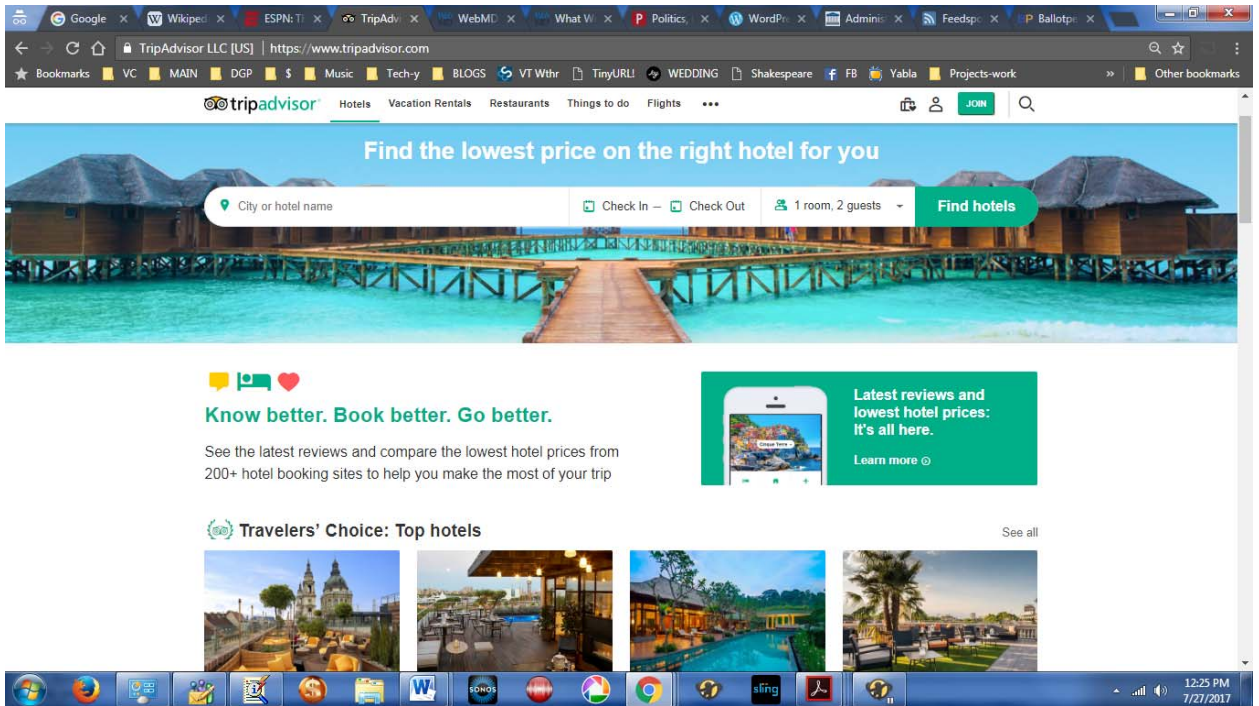 Google
Wikiped
ESPN: Tl
TripAdvi
WebMD
What W
Politics,
WordPre
Adminis
Feedspo
Ballotpe
TripAdvisor LLC [US] | https://www.tripadvisor.com
Bookmarks VC MAIN DGP $ Music Tech-y BLOGS VT Wthr TinyURL! WEDDING Shakespeare FB Yabla Projects-work » Other bookmarks
tripadvisor Hotels Vacation Rentals Restaurants Things to do Flights ••• JOIN
Find the lowest price on the right hotel for you
City or hotel name Check In – Check Out 1 room, 2 guests Find hotels
Know better. Book better. Go better.
See the latest reviews and compare the lowest hotel prices from
200+ hotel booking sites to help you make the most of your trip
Cinque Terre
Latest reviews and
lowest hotel prices:
It's all here.
Learn more
Travelers' Choice: Top hotels See all
W SONOS sling
12:25 PM
7/27/2017